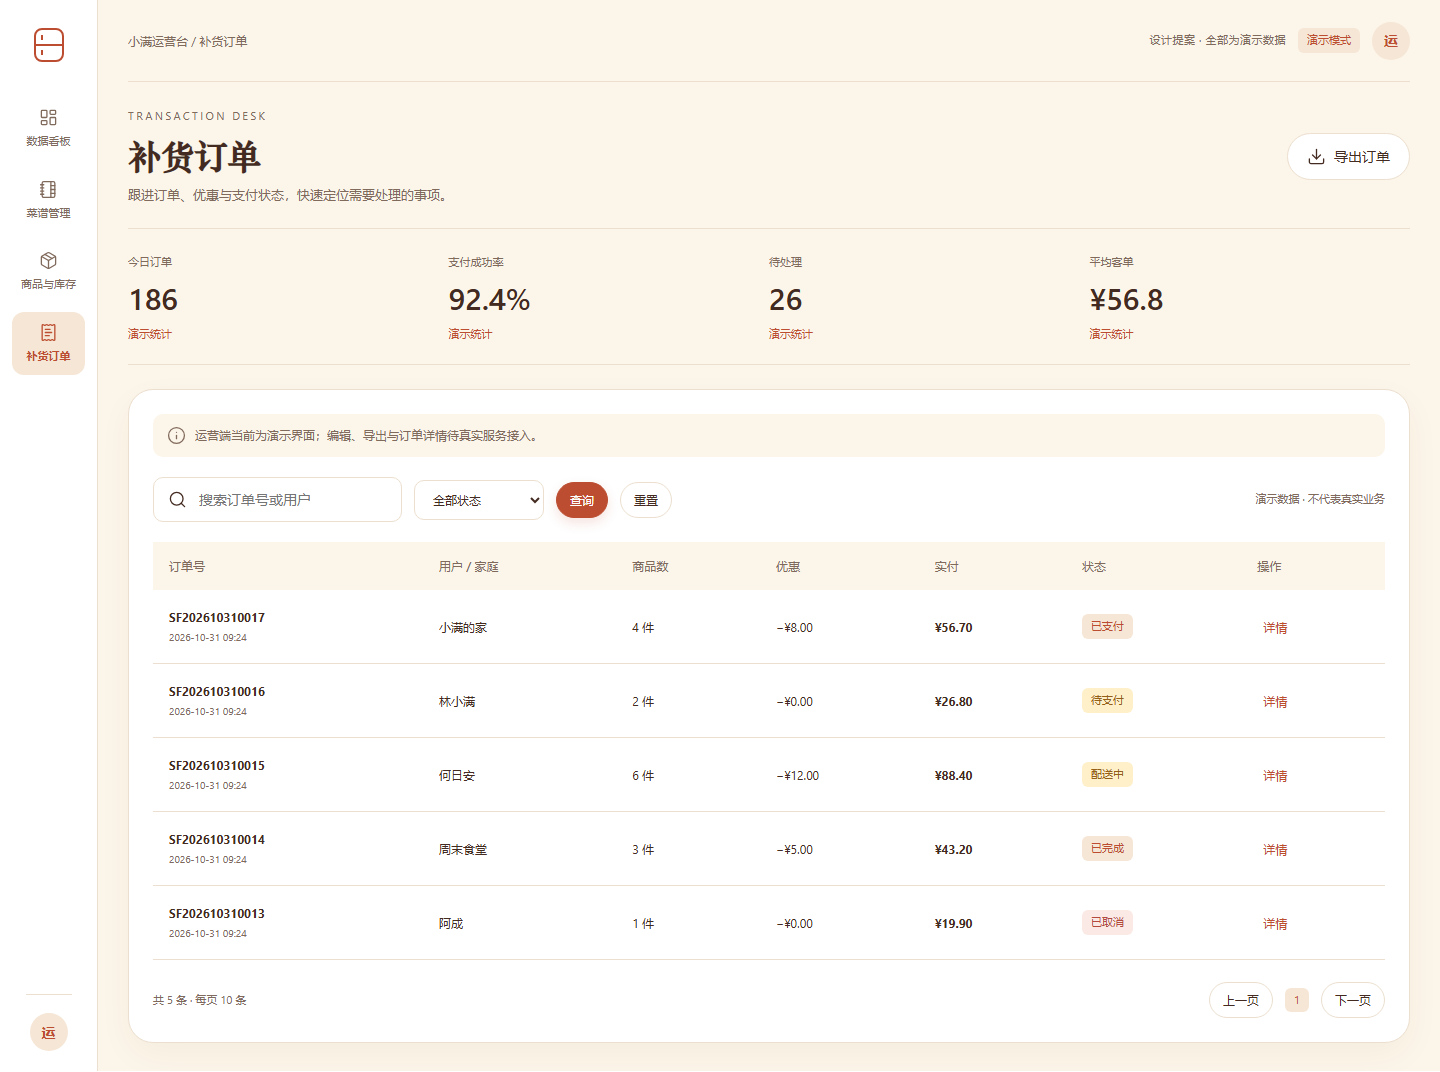 小满运营台 / 补货订单
设计提案 · 全部为演示数据
演示模式
运
数据看板
菜谱管理
商品与库存
补货订单
运
TRANSACTION DESK
补货订单
跟进订单、优惠与支付状态，快速定位需要处理的事项。
导出订单
今日订单
186
演示统计
支付成功率
92.4%
演示统计
待处理
26
演示统计
平均客单
¥56.8
演示统计
运营端当前为演示界面；编辑、导出与订单详情待真实服务接入。
搜索订单号或用户
全部状态
查询
重置
演示数据 · 不代表真实业务
订单号 用户 / 家庭 商品数 优惠 实付 状态 操作
SF202610310017 小满的家 4 件 −¥8.00 ¥56.70 已支付 详情
2026-10-31 09:24
SF202610310016 林小满 2 件 −¥0.00 ¥26.80 待支付 详情
2026-10-31 09:24
SF202610310015 何日安 6 件 −¥12.00 ¥88.40 配送中 详情
2026-10-31 09:24
SF202610310014 周末食堂 3 件 −¥5.00 ¥43.20 已完成 详情
2026-10-31 09:24
SF202610310013 阿成 1 件 −¥0.00 ¥19.90 已取消 详情
2026-10-31 09:24
共 5 条 · 每页 10 条
上一页
1
下一页